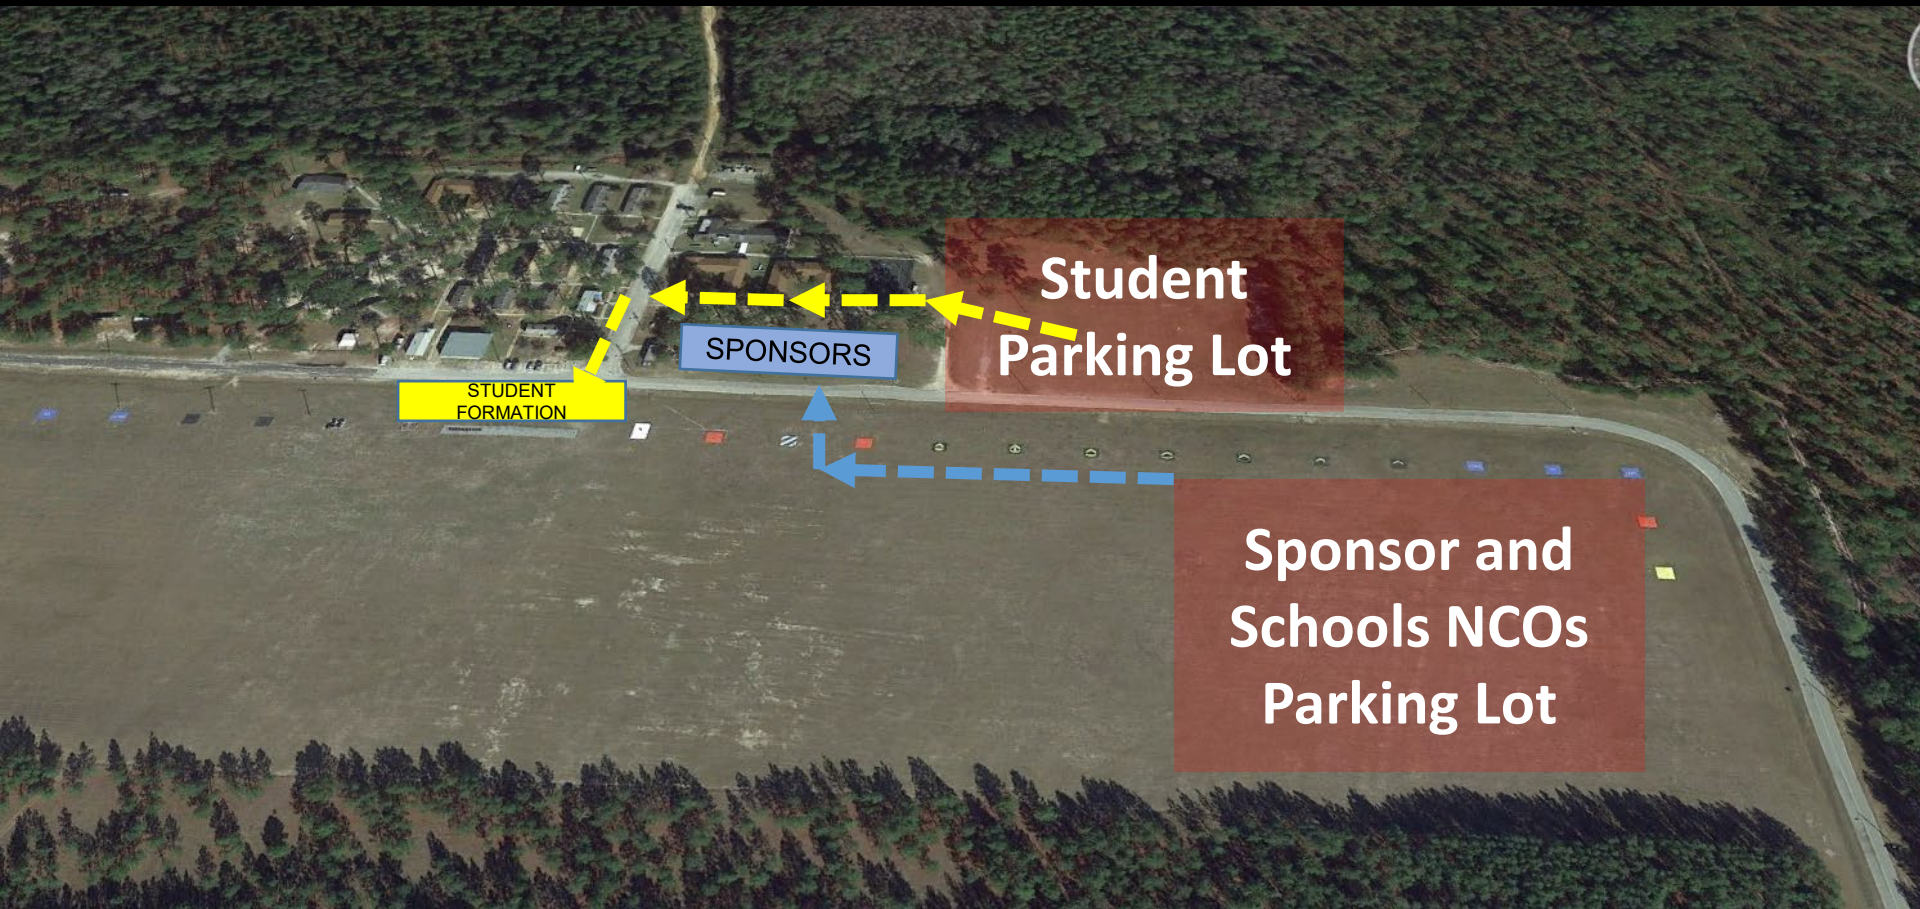 Student
Parking Lot
SPONSORS
STUDENT
FORMATION
Sponsor and
Schools NCOs
Parking Lot